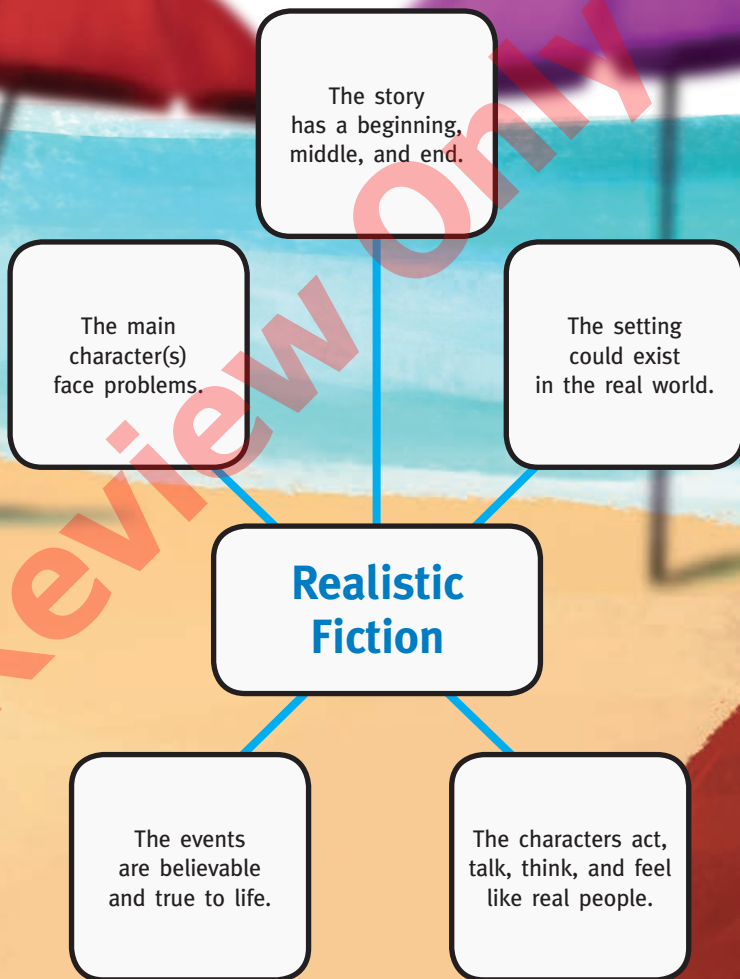 The story
has a beginning,
middle, and end.
The main
character(s)
face problems.
The setting
could exist
in the real world.
Realistic
Fiction
The events
are believable
and true to life.
The characters act,
talk, think, and feel
like real people.
Review Only